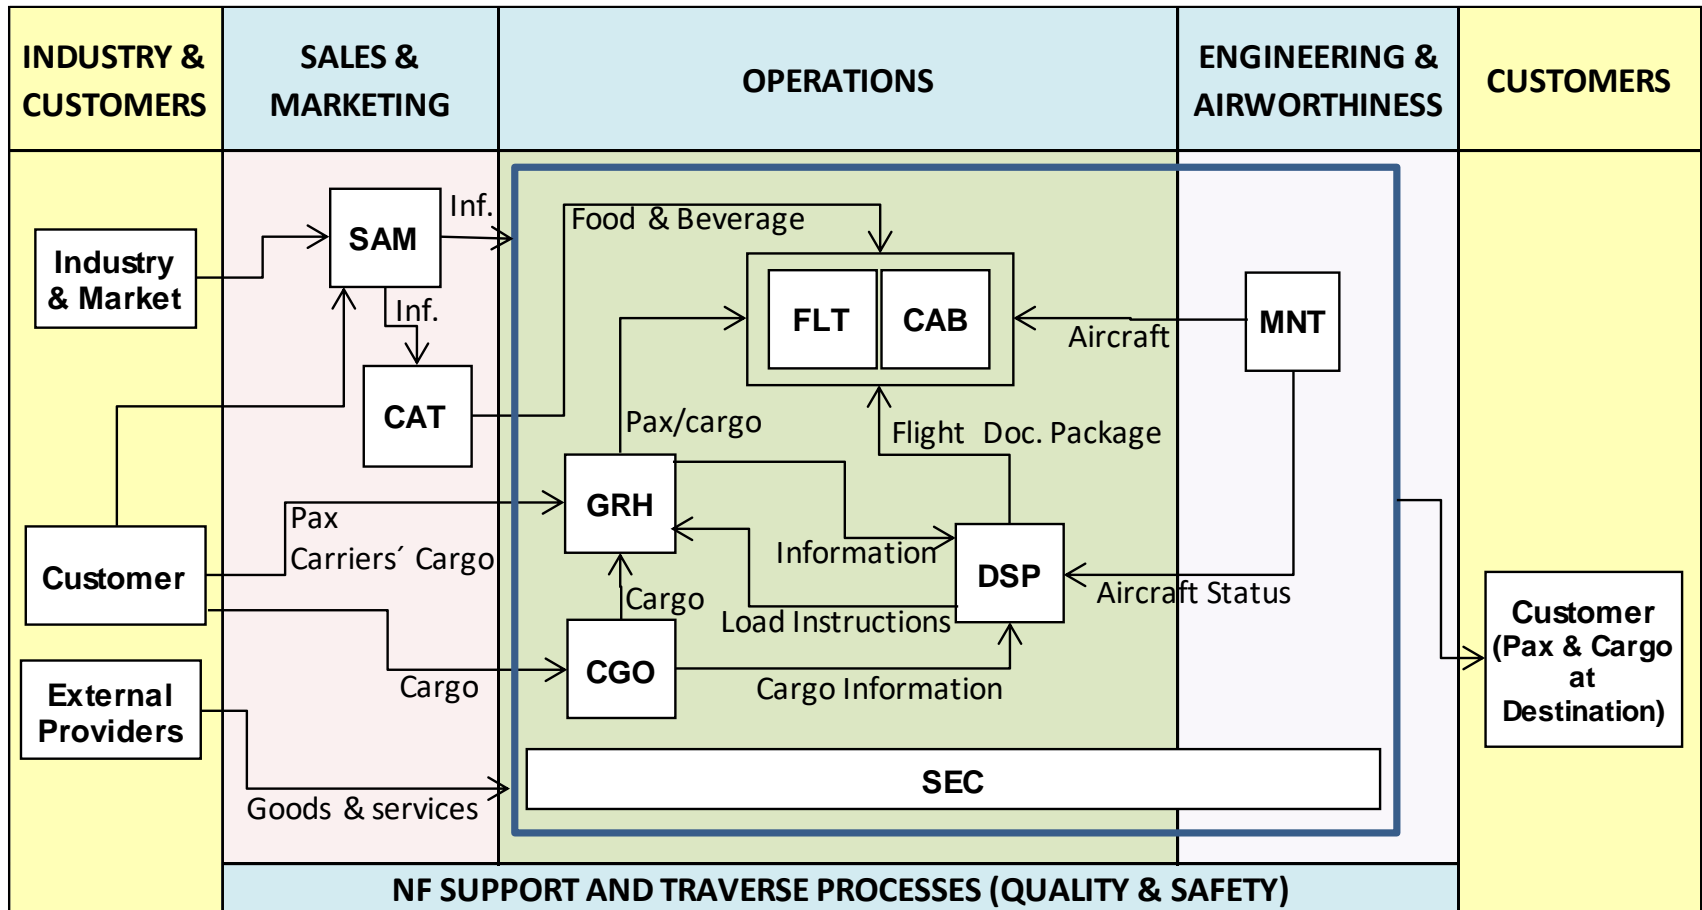 INDUSTRY &
CUSTOMERS
SALES &
MARKETING
OPERATIONS
ENGINEERING &
AIRWORTHINESS
CUSTOMERS
Industry
& Market
SAM
Inf.
Inf.
CAT
Food & Beverage
FLT
CAB
Aircraft
MNT
Pax/cargo
Flight Doc. Package
GRH
Pax
Carriers´ Cargo
Customer
Information
DSP
Aircraft Status
Cargo
Load Instructions
CGO
Cargo
Cargo Information
External
Providers
Goods & services
SEC
Customer
(Pax & Cargo
at
Destination)
NF SUPPORT AND TRAVERSE PROCESSES (QUALITY & SAFETY)